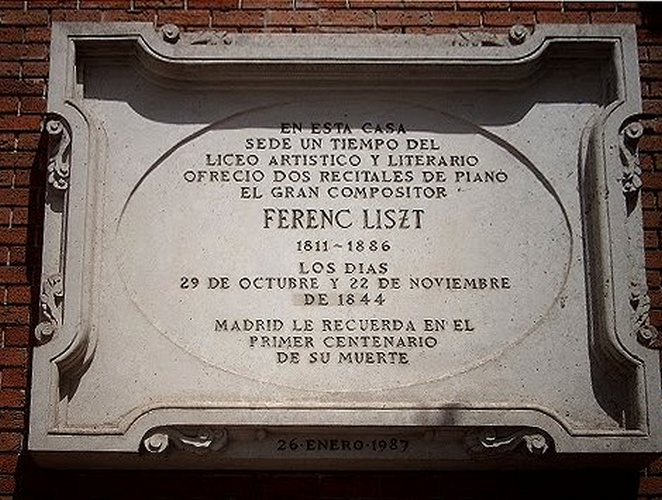 EN ESTA CASA
SEDE UN TIEMPO DEL
LICEO ARTISTICO Y LITERARIO
OFRECIO DOS RECITALES DE PIANO
EL GRAN COMPOSITOR
FERENC LISZT
1811~1886
LOS DIAS
29 DE OCTUBRE Y 22 DE NOVIEMBRE
DE 1844
MADRID LE RECUERDA EN EL
PRIMER CENTENARIO
DE SU MUERTE
26·ENERO·1987